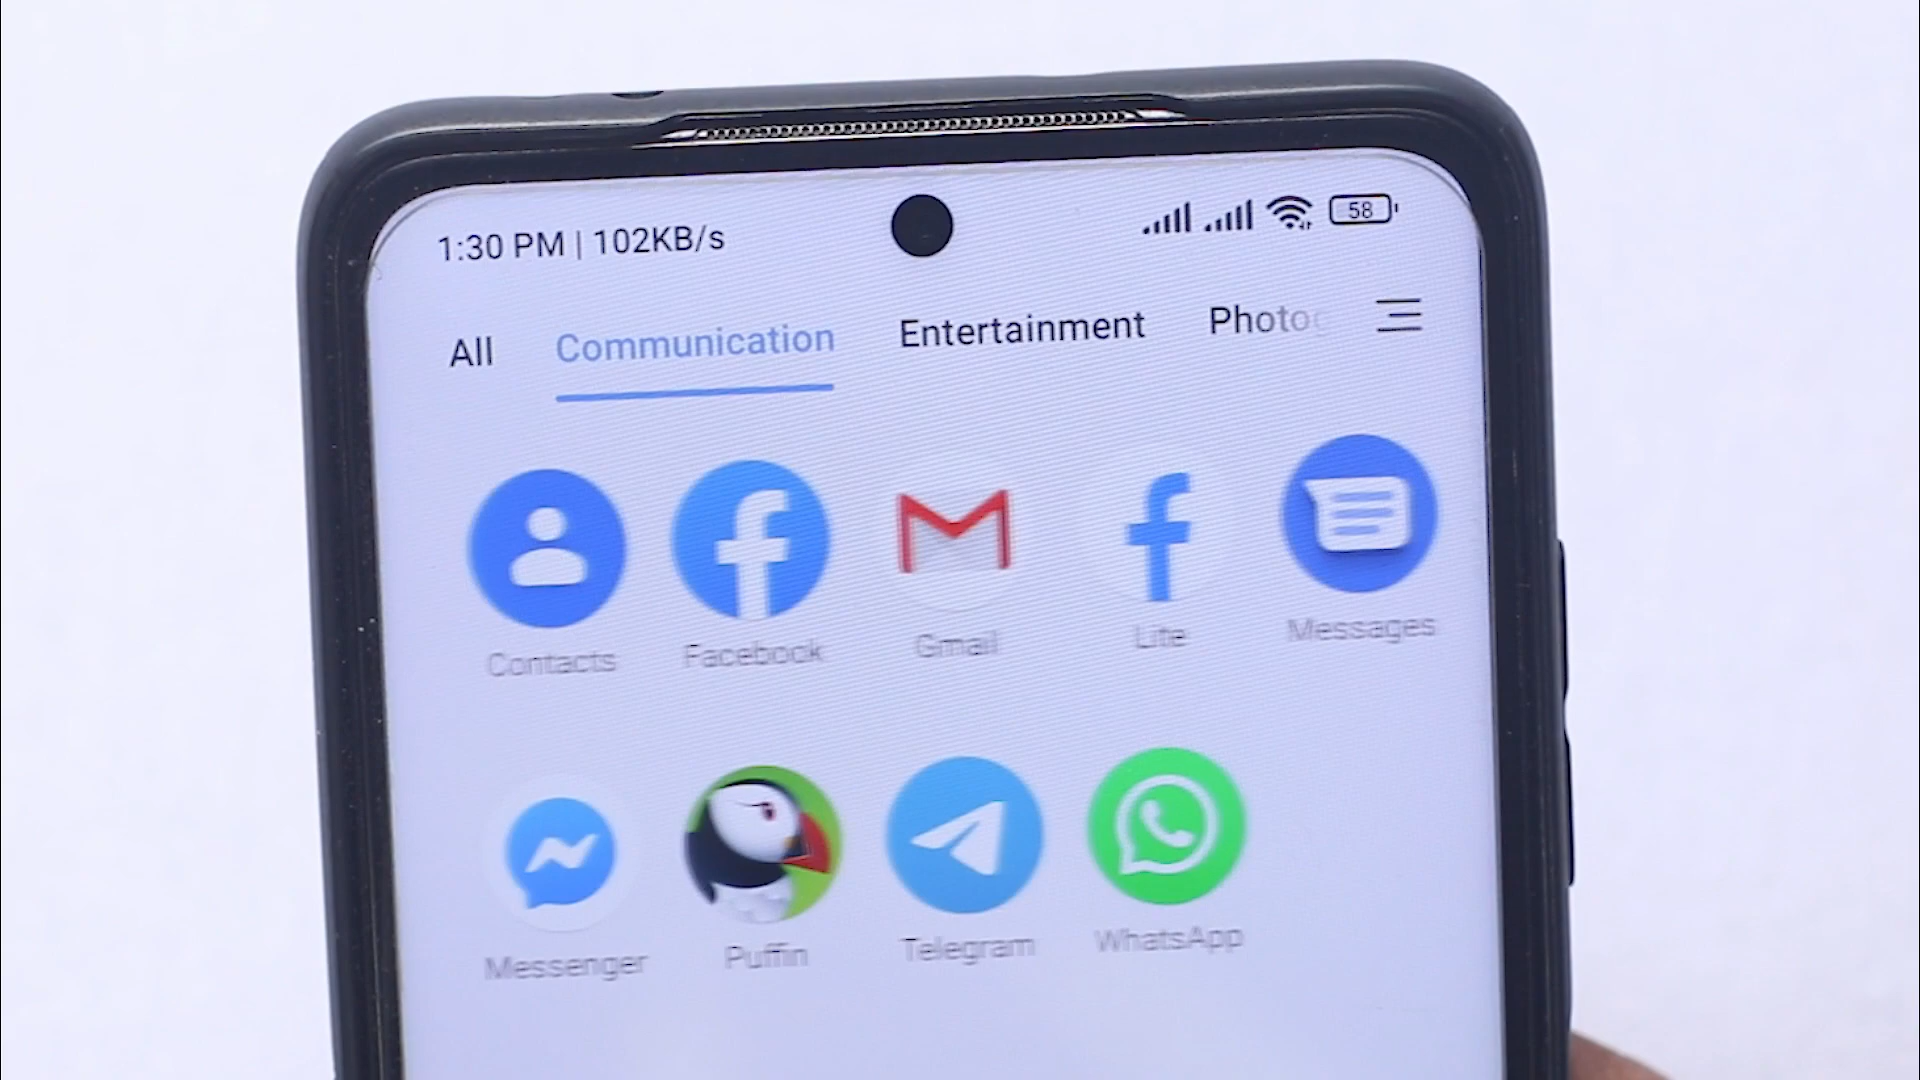 1:30 PM | 102KB/s 58
All Communication Entertainment Photo
Contacts Facebook Gmail Lite Messages
Messenger Puffin Telegram WhatsApp